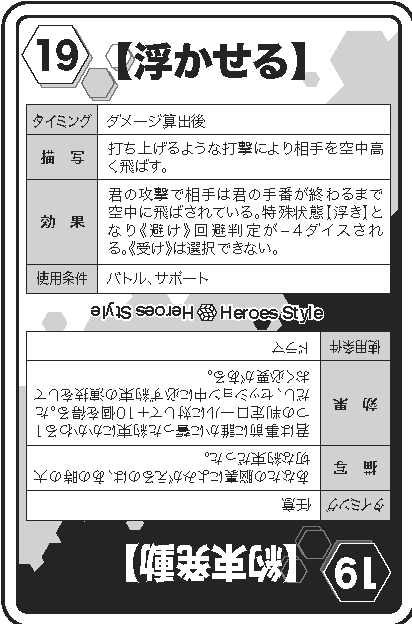 19 【浮かせる】
タイミング ダメージ算出後
描 写 打ち上げるような打撃により相手を空中高
く飛ばす。
効 果 君の攻撃で相手は君の手番が終わるまで
空中に飛ばされている。特殊状態【浮き】と
なり《避け》回避判定が-4ダイスされ
る。《受け》は選択できない。
使用条件 バトル、サポート
Heroes Style Heroes Style
19 【約束発動】
タイミング 任意
描 写 あなたの脳裏によみがえるのは、あの時の大
切な約束だった。
効 果 君は事前に誰かに誓った約束にかかわる1
つの判定ロールに対して+10個を得る。た
だし、セッション中に必ず約束の演技をして
おく必要がある。
使用条件 ドラマ